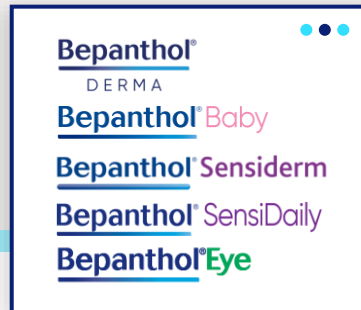 Bepanthol®
DERMA
Bepanthol® Baby
Bepanthol® Sensiderm
Bepanthol® SensiDaily
Bepanthol® Eye